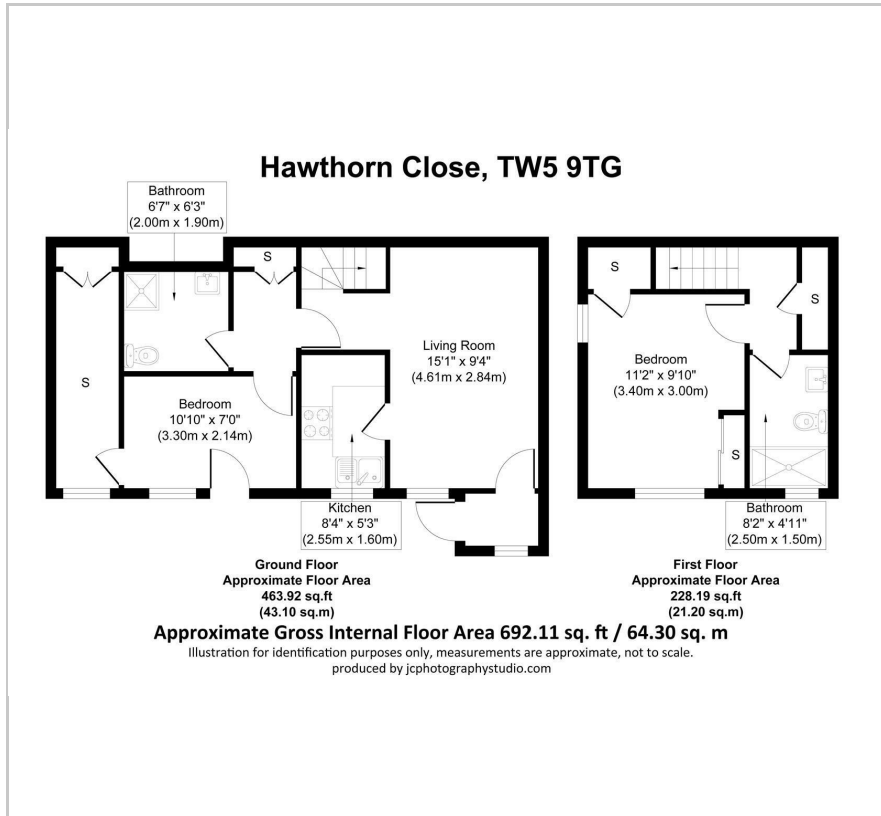 Hawthorn Close, TW5 9TG
Bathroom
6'7" x 6'3"
(2.00m x 1.90m)
S
S
Living Room
15'1" x 9'4"
(4.61m x 2.84m)
Bedroom
10'10" x 7'0"
(3.30m x 2.14m)
Kitchen
8'4" x 5'3"
(2.55m x 1.60m)
Ground Floor
Approximate Floor Area
463.92 sq.ft
(43.10 sq.m)
S
S
Bedroom
11'2" x 9'10"
(3.40m x 3.00m)
S
Bathroom
8'2" x 4'11"
(2.50m x 1.50m)
First Floor
Approximate Floor Area
228.19 sq.ft
(21.20 sq.m)
Approximate Gross Internal Floor Area 692.11 sq. ft / 64.30 sq. m
Illustration for identification purposes only, measurements are approximate, not to scale.
produced by jcphotographystudio.com